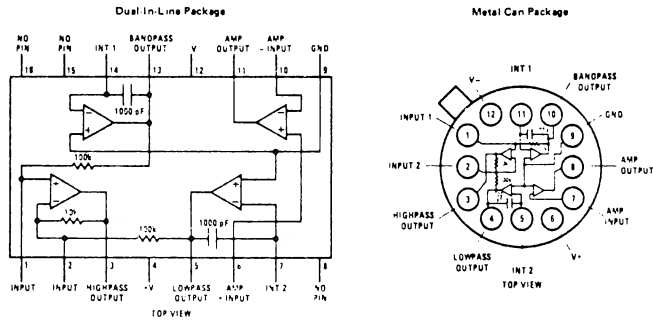 Dual-In-Line Package
NO PIN
NO PIN
INT 1
BANDPASS OUTPUT
V
AMP OUTPUT
AMP - INPUT
GND
16 15 14 13 12 11 10 9
1000 pF
100k
10k
100k
1000 pF
1 2 3 4 5 6 7 8
INPUT
INPUT
HIGHPASS OUTPUT
+V
LOWPASS OUTPUT
AMP + INPUT
INT 2
NO PIN
TOP VIEW
Metal Can Package
INT 1
V-
BANDPASS OUTPUT
INPUT 1
GND
INPUT 2
AMP OUTPUT
HIGHPASS OUTPUT
AMP INPUT
LOWPASS OUTPUT
V+
INT 2
12 11 10
1 9
2 8
3 7
4 5
TOP VIEW